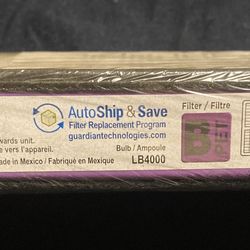 AutoShip & Save
Filter Replacement Program
guardiantechnologies.com
Filter / Filtre
B
PET
wards unit.
e vers l'appareil.
Bulb / Ampoule
LB4000
ade in Mexico / Fabriqué en Mexique